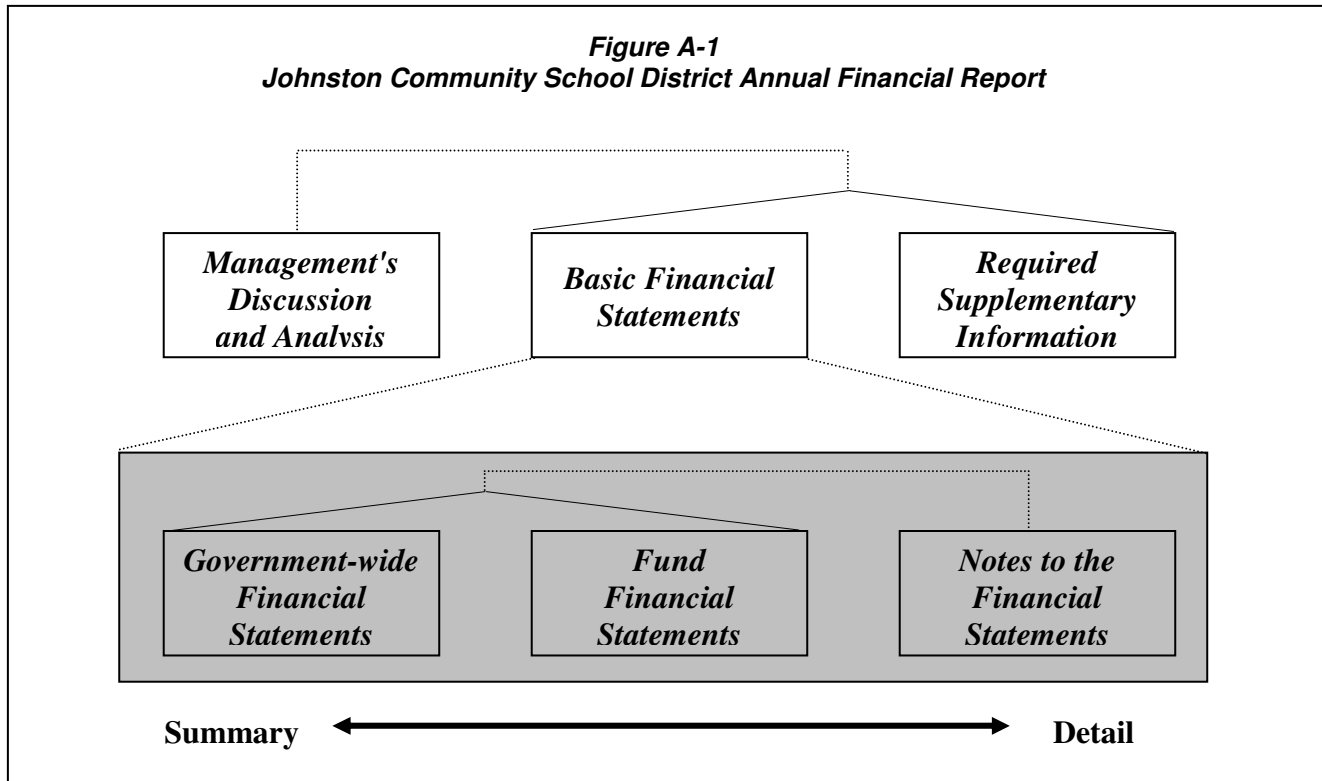 Figure A-1
Johnston Community School District Annual Financial Report
Management's
Discussion
and Analysis
Basic Financial
Statements
Required
Supplementary
Information
Government-wide
Financial
Statements
Fund
Financial
Statements
Notes to the
Financial
Statements
Summary
Detail